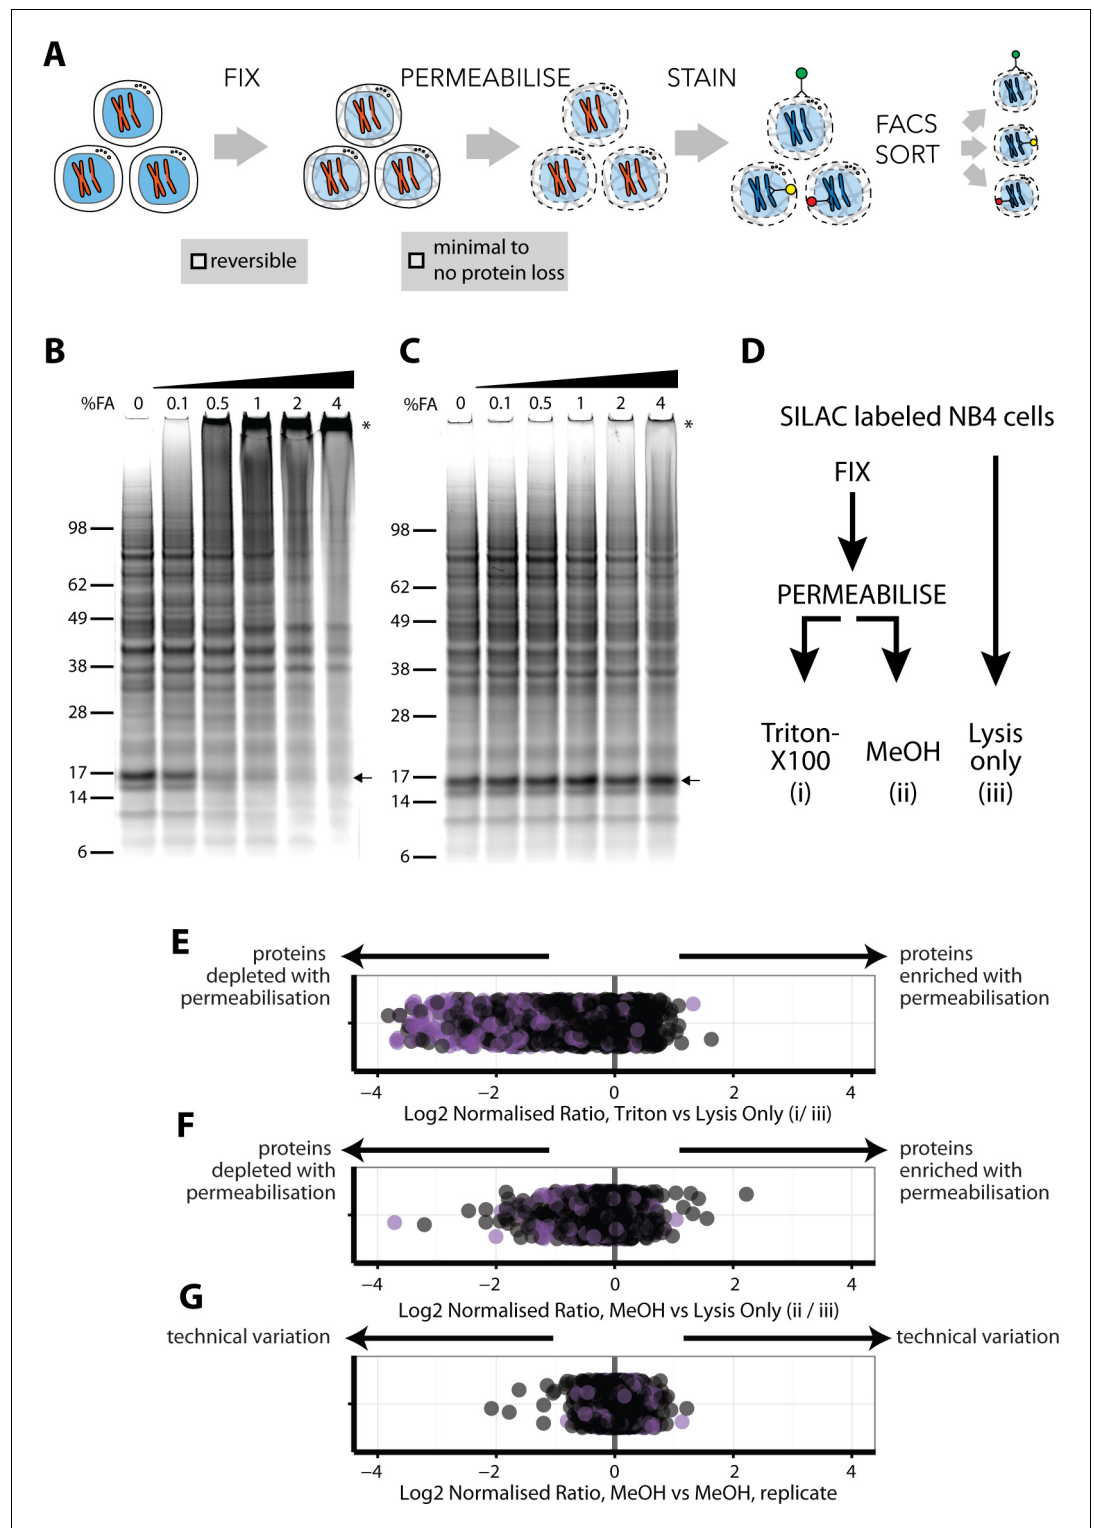 A
FIX
PERMEABILISE
STAIN
FACS
SORT
reversible
minimal to
no protein loss
B
%FA 0 0.1 0.5 1 2 4
*
98
62
49
38
28
17
14
6
C
%FA 0 0.1 0.5 1 2 4
*
98
62
49
38
28
17
14
6
D
SILAC labeled NB4 cells
FIX
PERMEABILISE
Triton-
X100
(i)
MeOH
(ii)
Lysis
only
(iii)
E
proteins
depleted with
permeabilisation
proteins
enriched with
permeabilisation
−4 −2 0 2 4
Log2 Normalised Ratio, Triton vs Lysis Only (i/ iii)
F
proteins
depleted with
permeabilisation
proteins
enriched with
permeabilisation
−4 −2 0 2 4
Log2 Normalised Ratio, MeOH vs Lysis Only (ii / iii)
G
technical variation
technical variation
−4 −2 0 2 4
Log2 Normalised Ratio, MeOH vs MeOH, replicate